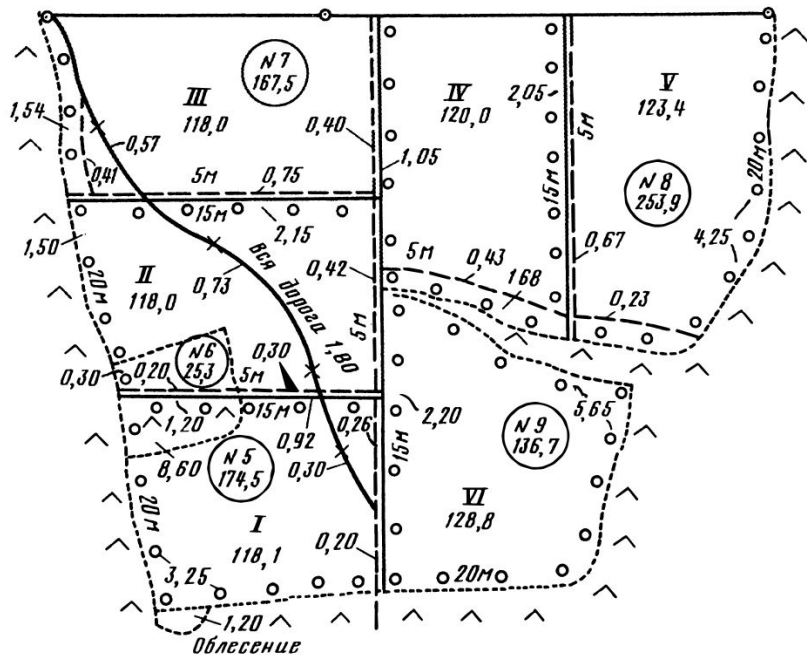 N 7
167,5
III
118,0
IV
120,0
2,05
V
123,4
1,54
0,57
0,41
0,40
1,05
5м
15м
20м
N 8
253,9
5м
0,75
15м
2,15
4,25
1,50
II
118,0
20м
0,73
вся дорога 1,80
0,42
5м
5м
0,43
1.68
0,67
0,23
N 6
25,3
0,30
0,20
5м
0,30
1,20
15м
0,92
0,26
2,20
15м
5,65
N 9
136,7
8,60
N 5
174,5
0,30
20м
I
118,1
VI
128,8
3,25
0,20
20м
1,20
Облесение